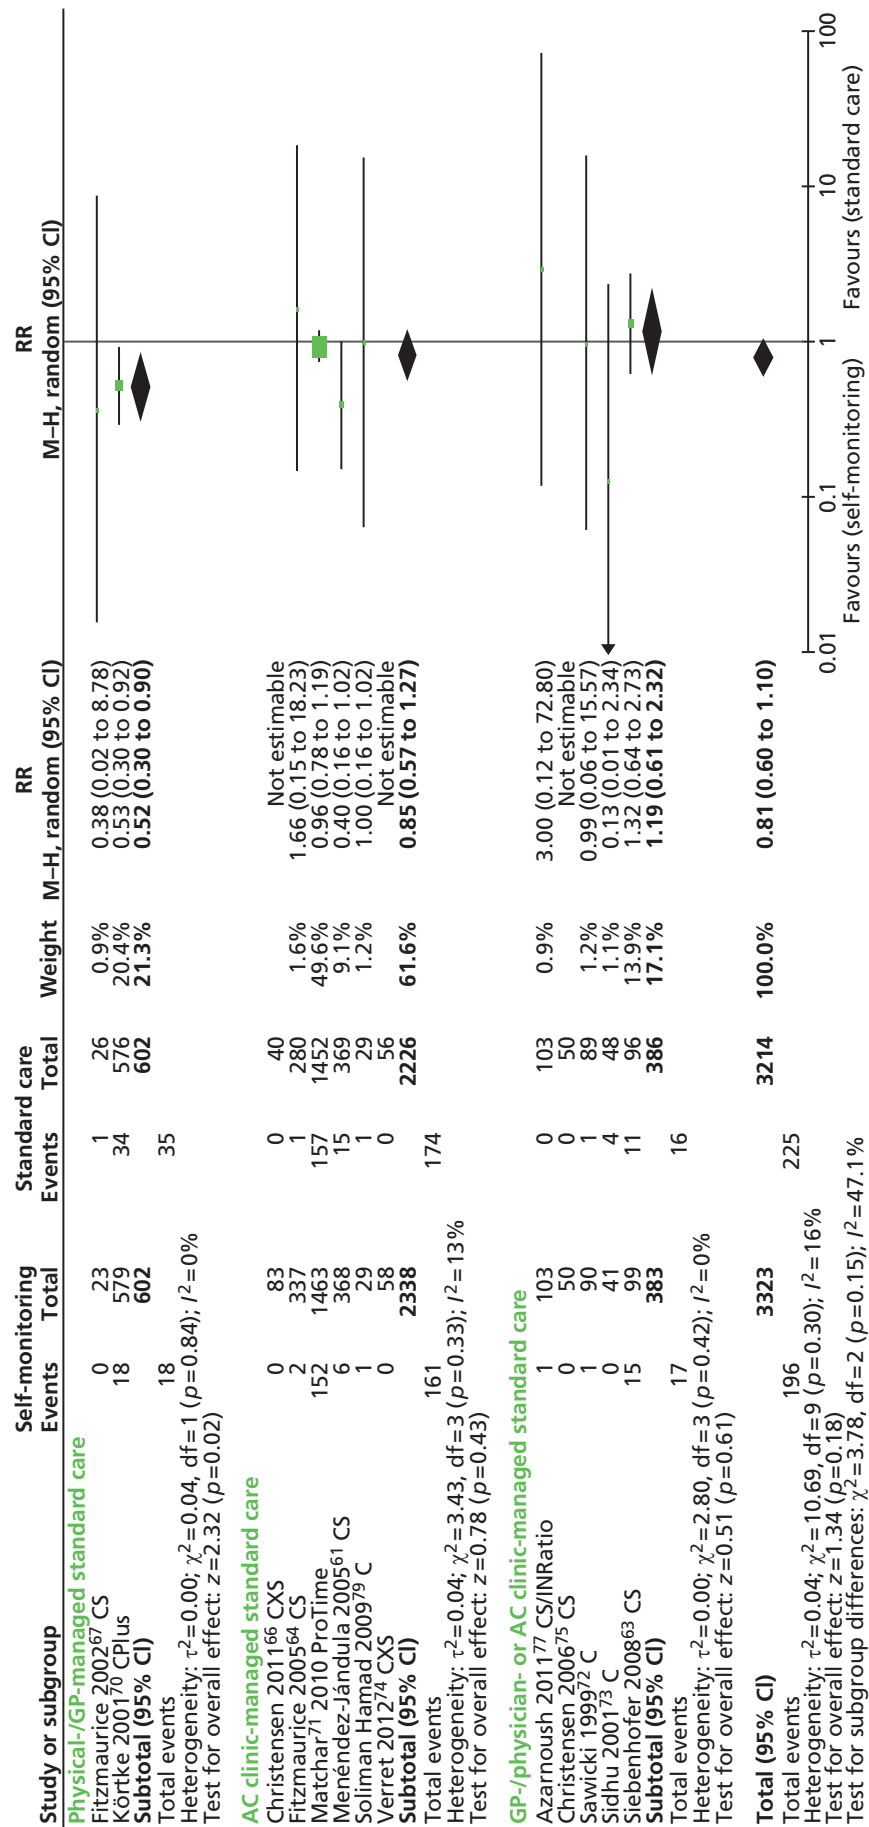 Self-monitoring Standard care RR RR
Study or subgroup Events Total Events Total Weight M–H, random (95% CI) M–H, random (95% CI)
Physical-/GP-managed standard care
Fitzmaurice 2002⁶⁷ CS 0 23 1 26 0.9% 0.38 (0.02 to 8.78)
Körtke 2001⁷⁰ CPlus 18 579 34 576 20.4% 0.53 (0.30 to 0.92)
Subtotal (95% CI) 602 602 21.3% 0.52 (0.30 to 0.90)
Total events 18 35
Heterogeneity: τ²=0.00; χ²=0.04, df=1 (p=0.84); I²=0%
Test for overall effect: z=2.32 (p=0.02)
AC clinic-managed standard care
Christensen 2011⁶⁶ CXS 0 83 0 40 Not estimable
Fitzmaurice 2005⁶⁴ CS 2 337 1 280 1.6% 1.66 (0.15 to 18.23)
Matchar⁷¹ 2010 ProTime 152 1463 157 1452 49.6% 0.96 (0.78 to 1.19)
Menéndez-Jándula 2005⁶¹ CS 6 368 15 369 9.1% 0.40 (0.16 to 1.02)
Soliman Hamad 2009⁷⁹ C 1 29 1 29 1.2% 1.00 (0.16 to 1.02)
Verret 2012⁷⁴ CXS 0 58 0 56 Not estimable
Subtotal (95% CI) 2338 2226 61.6% 0.85 (0.57 to 1.27)
Total events 161 174
Heterogeneity: τ²=0.04; χ²=3.43, df=3 (p=0.33); I²=13%
Test for overall effect: z=0.78 (p=0.43)
GP-/physician- or AC clinic-managed standard care
Azarnoush 2011⁷⁷ CS/INRatio 1 103 0 103 0.9% 3.00 (0.12 to 72.80)
Christensen 2006⁷⁵ CS 0 50 0 50 Not estimable
Sawicki 1999⁷² C 1 90 1 89 1.2% 0.99 (0.06 to 15.57)
Sidhu 2001⁷³ C 0 41 4 48 1.1% 0.13 (0.01 to 2.34)
Siebenhofer 2008⁶³ CS 15 99 11 96 13.9% 1.32 (0.64 to 2.73)
Subtotal (95% CI) 383 386 17.1% 1.19 (0.61 to 2.32)
Total events 17 16
Heterogeneity: τ²=0.00; χ²=2.80, df=3 (p=0.42); I²=0%
Test for overall effect: z=0.51 (p=0.61)
Total (95% CI) 3323 3214 100.0% 0.81 (0.60 to 1.10)
Total events 196 225
Heterogeneity: τ²=0.04; χ²=10.69, df=9 (p=0.30); I²=16%
Test for overall effect: z=1.34 (p=0.18)
Test for subgroup differences: χ²=3.78, df=2 (p=0.15); I²=47.1%
0.01 0.1 1 10 100
Favours (self-monitoring) Favours (standard care)